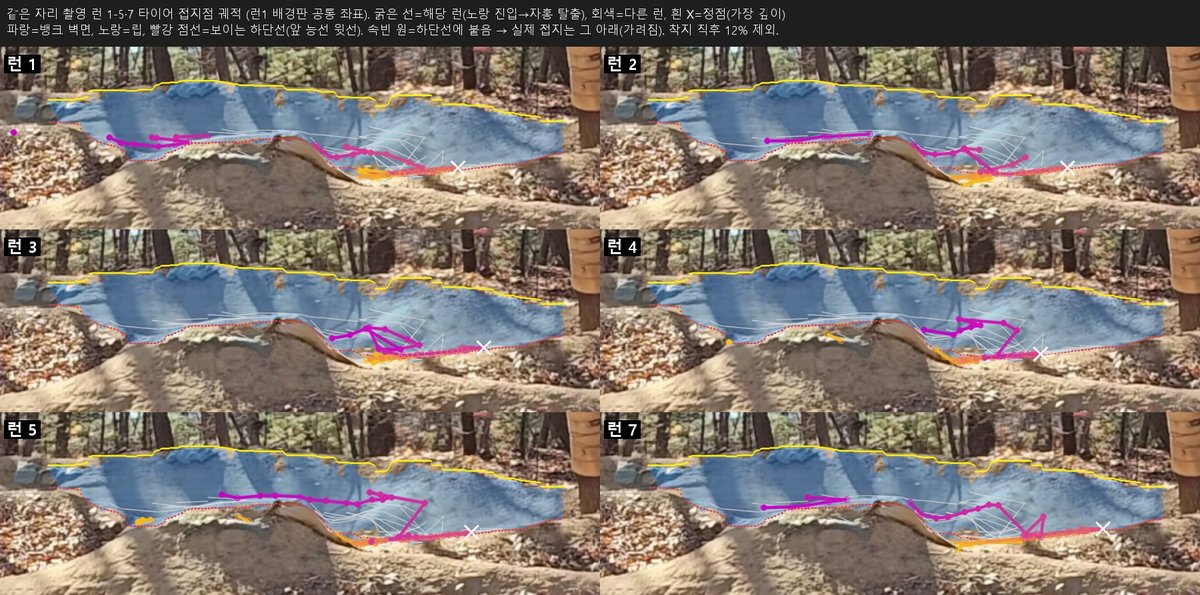 같은 자리 촬영 런 1-5·7 타이어 접지점 궤적 (런1 배경판 공통 좌표). 굵은 선=해당 런(노랑 진입→자홍 탈출), 회색=다른 런, 흰 X=정점(가장 깊이)
파랑=뱅크 벽면, 노랑=립, 빨강 점선=보이는 하단선(앞 능선 윗선). 속빈 원=하단선에 붙음 → 실제 접지는 그 아래(가려짐). 착지 직후 12% 제외.
런 1
런 2
런 3
런 4
런 5
런 7